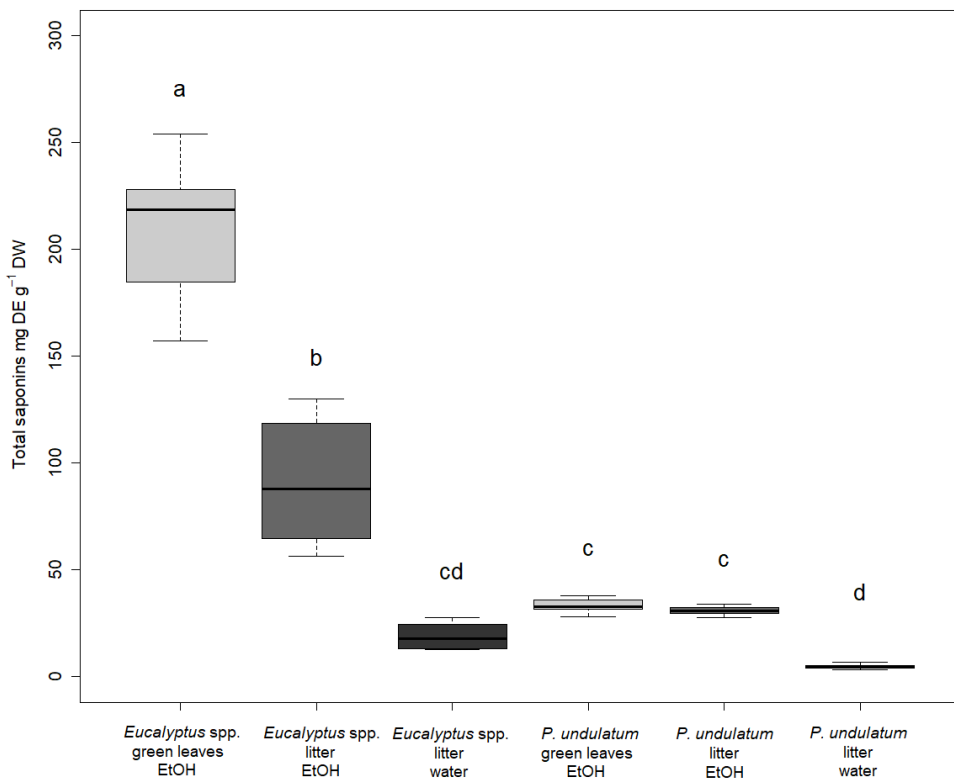 Total saponins mg DE g⁻¹ DW
300
250
200
150
100
50
0
a
b
cd
c
c
d
Eucalyptus spp.
green leaves
EtOH
Eucalyptus spp.
litter
EtOH
Eucalyptus spp.
litter
water
P. undulatum
green leaves
EtOH
P. undulatum
litter
EtOH
P. undulatum
litter
water